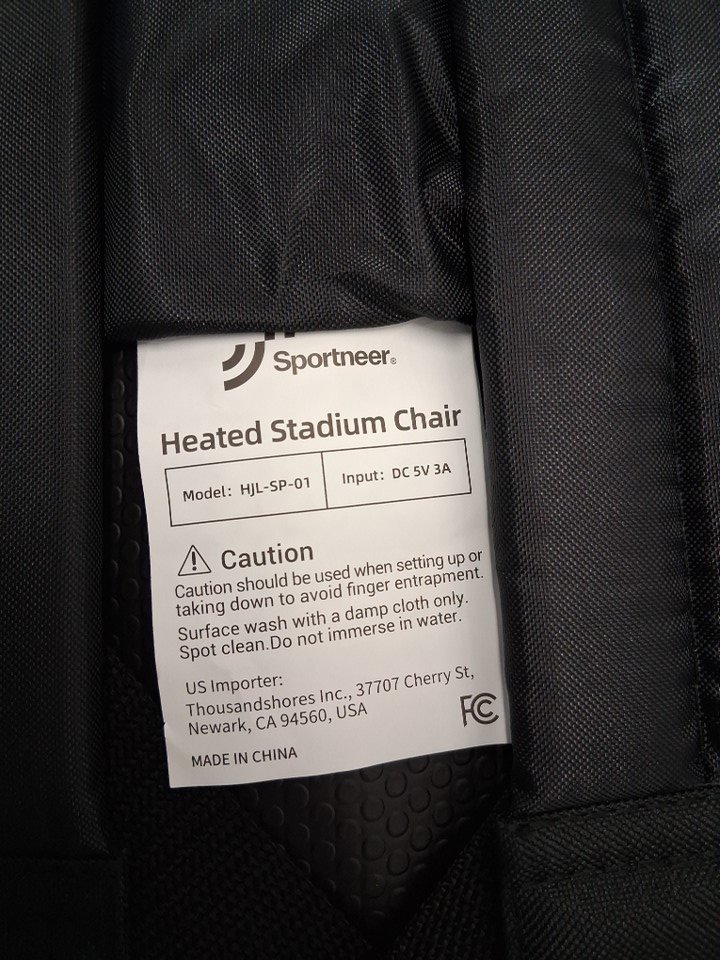 Sportneer®
Heated Stadium Chair
Model: HJL-SP-01
Input: DC 5V 3A
Caution
Caution should be used when setting up or
taking down to avoid finger entrapment.
Surface wash with a damp cloth only.
Spot clean.Do not immerse in water.
US Importer:
Thousandshores Inc., 37707 Cherry St,
Newark, CA 94560, USA
FC
MADE IN CHINA